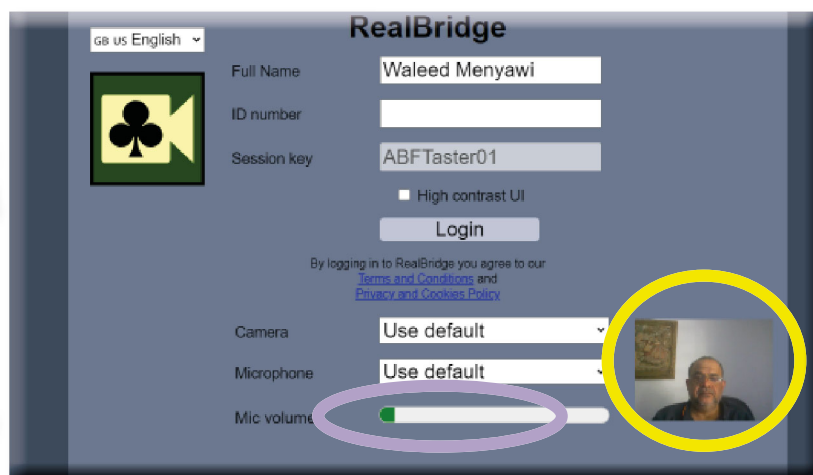 RealBridge
GB US English
Full Name Waleed Menyawi
ID number
Session key ABFTaster01
High contrast UI
Login
By logging in to RealBridge you agree to our
Terms and Conditions and
Privacy and Cookies Policy
Camera Use default
Microphone Use default
Mic volume